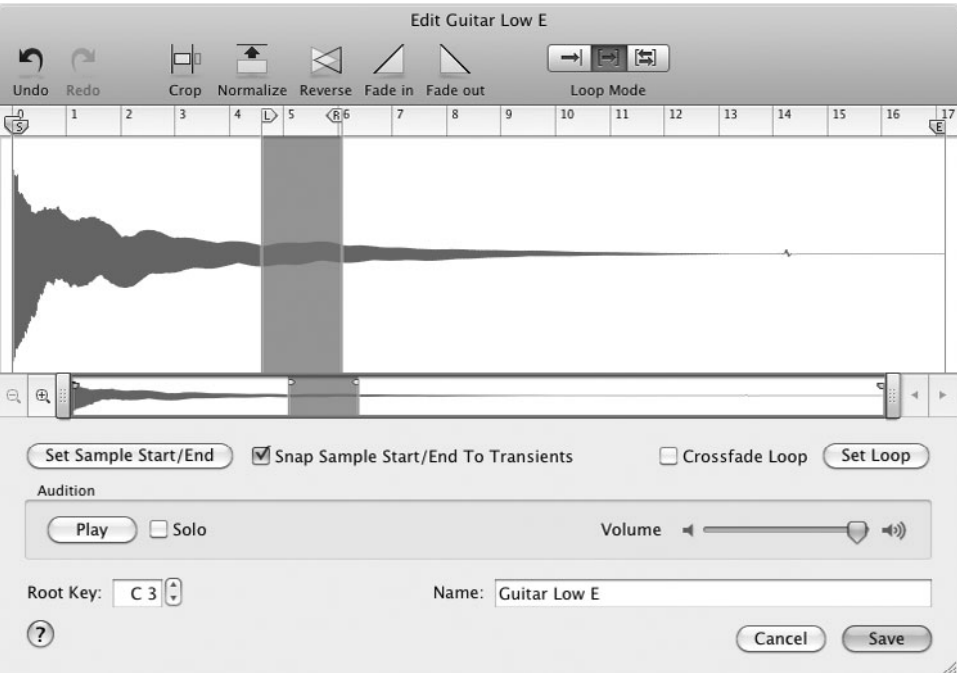 Edit Guitar Low E
Undo Redo Crop Normalize Reverse Fade in Fade out Loop Mode
0 1 2 3 4 L 5 R 6 7 8 9 10 11 12 13 14 15 16 17
S E
Set Sample Start/End Snap Sample Start/End To Transients Crossfade Loop Set Loop
Audition
Play Solo Volume
Root Key: C 3 Name: Guitar Low E
? Cancel Save